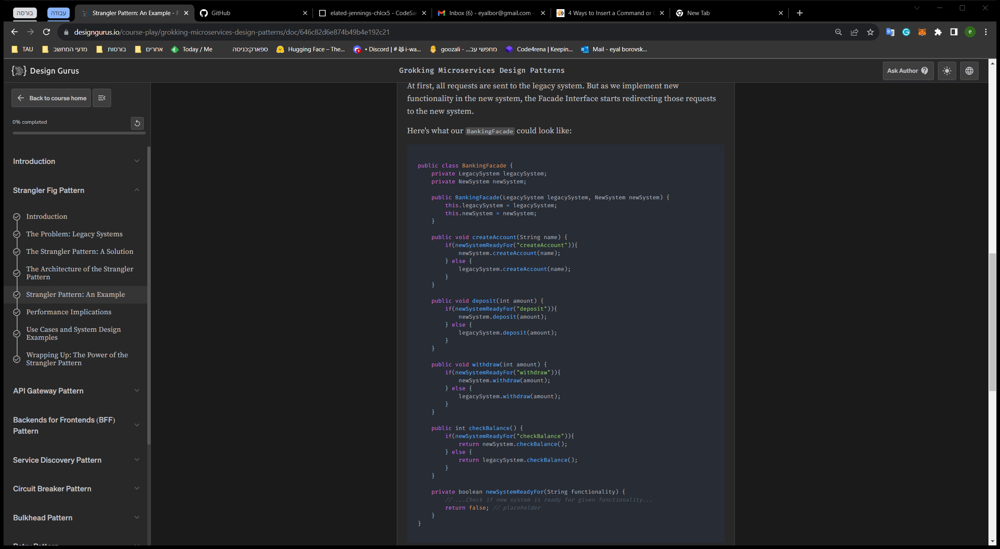 בורסה
עבודה
Strangler Pattern: An Example -
GitHub
elated-jennings-chlcx5 - CodeSa
Inbox (6) - eyalbor@gmail.com -
4 Ways to Insert a Command or
New Tab
designgurus.io/course-play/grokking-microservices-design-patterns/doc/646c82d6e874b49b4e192c21
e
TAU
מדעי המחשב
בורסות
אחרים
Today / Me
ספארק:כניסה
Hugging Face – The...
• Discord | # i-wa...
goozali - ...מחפשי עב
Code4rena | Keepin...
Mail - eyal borovsk...
Design Gurus
Grokking Microservices Design Patterns
Ask Author
Back to course home
0% completed
Introduction
Strangler Fig Pattern
Introduction
The Problem: Legacy Systems
The Strangler Pattern: A Solution
The Architecture of the Strangler
Pattern
Strangler Pattern: An Example
Performance Implications
Use Cases and System Design
Examples
Wrapping Up: The Power of the
Strangler Pattern
API Gateway Pattern
Backends for Frontends (BFF)
Pattern
Service Discovery Pattern
Circuit Breaker Pattern
Bulkhead Pattern
Retry Pattern
At first, all requests are sent to the legacy system. But as we implement new
functionality in the new system, the Facade Interface starts redirecting those requests
to the new system.
Here's what our BankingFacade could look like:
public class BankingFacade {
    private LegacySystem legacySystem;
    private NewSystem newSystem;
    public BankingFacade(LegacySystem legacySystem, NewSystem newSystem) {
        this.legacySystem = legacySystem;
        this.newSystem = newSystem;
    }
    public void createAccount(String name) {
        if(newSystemReadyFor("createAccount")){
            newSystem.createAccount(name);
        } else {
            legacySystem.createAccount(name);
        }
    }
    public void deposit(int amount) {
        if(newSystemReadyFor("deposit")){
            newSystem.deposit(amount);
        } else {
            legacySystem.deposit(amount);
        }
    }
    public void withdraw(int amount) {
        if(newSystemReadyFor("withdraw")){
            newSystem.withdraw(amount);
        } else {
            legacySystem.withdraw(amount);
        }
    }
    public int checkBalance() {
        if(newSystemReadyFor("checkBalance")){
            return newSystem.checkBalance();
        } else {
            return legacySystem.checkBalance();
        }
    }
    private boolean newSystemReadyFor(String functionality) {
        // ...Check if new system is ready for given functionality...
        return false; // placeholder
    }
}